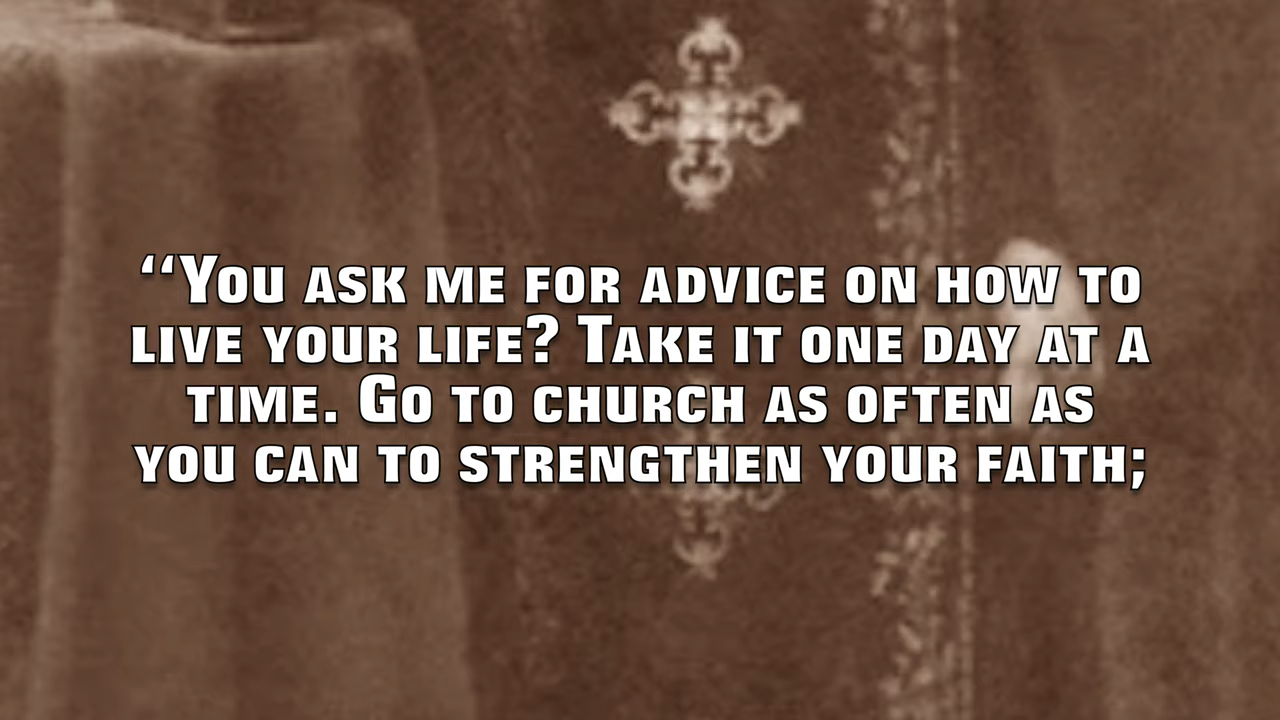 “You ask me for advice on how to
live your life? Take it one day at a
time. Go to church as often as
you can to strengthen your faith;